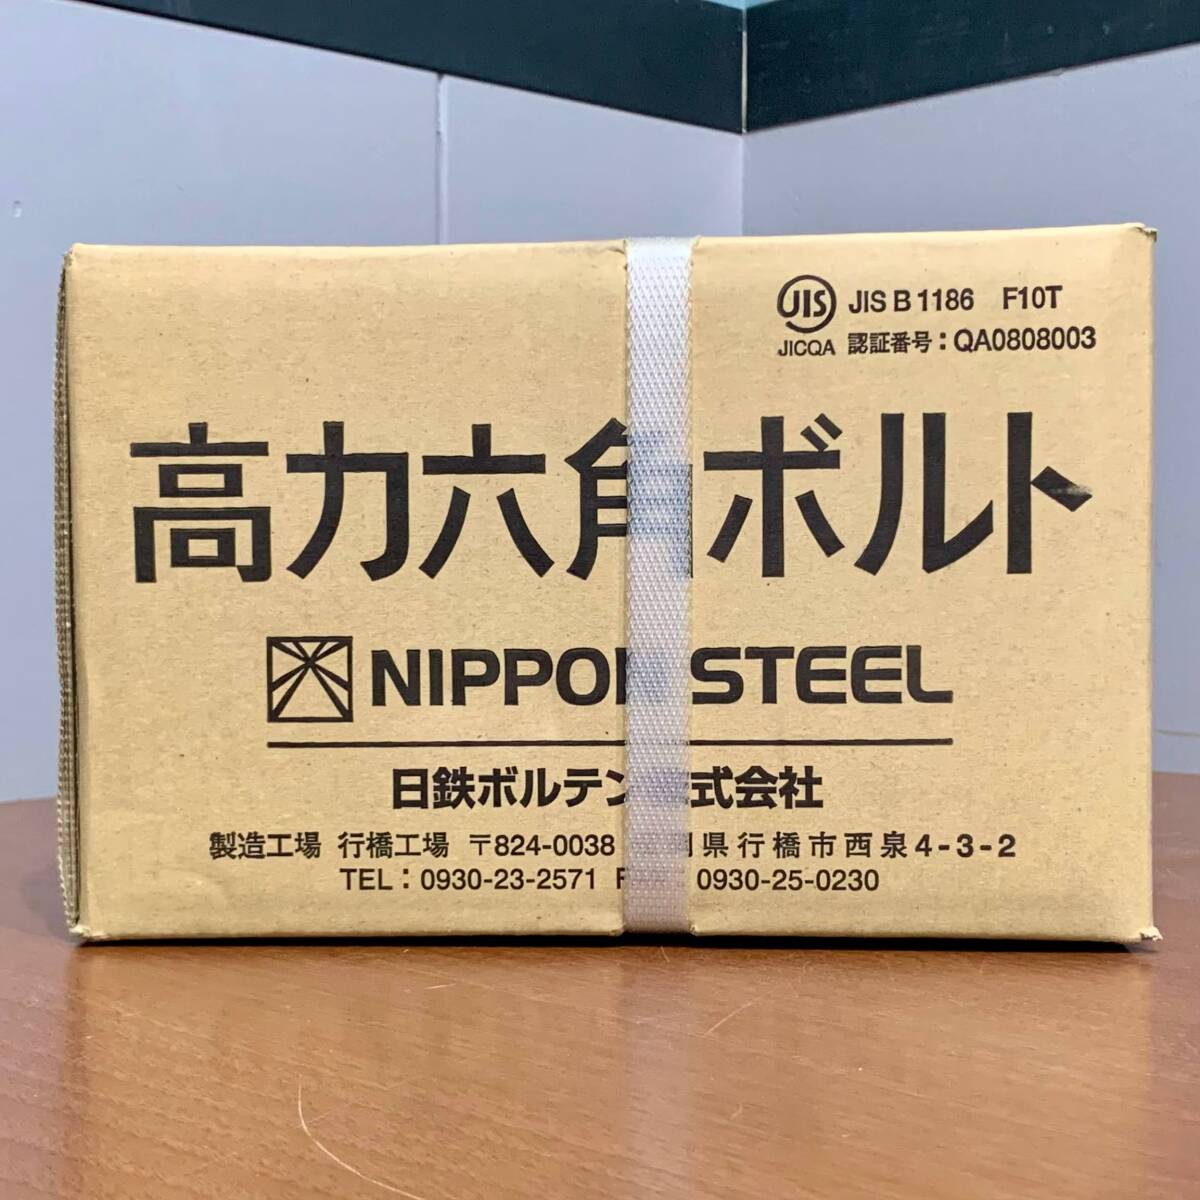 JIS JIS B 1186 F10T
JICQA 認証番号：QA0808003
高力六角ボルト
NIPPON STEEL
日鉄ボルテン株式会社
製造工場 行橋工場 〒824-0038 福岡県行橋市西泉4-3-2
TEL：0930-23-2571 FAX：0930-25-0230